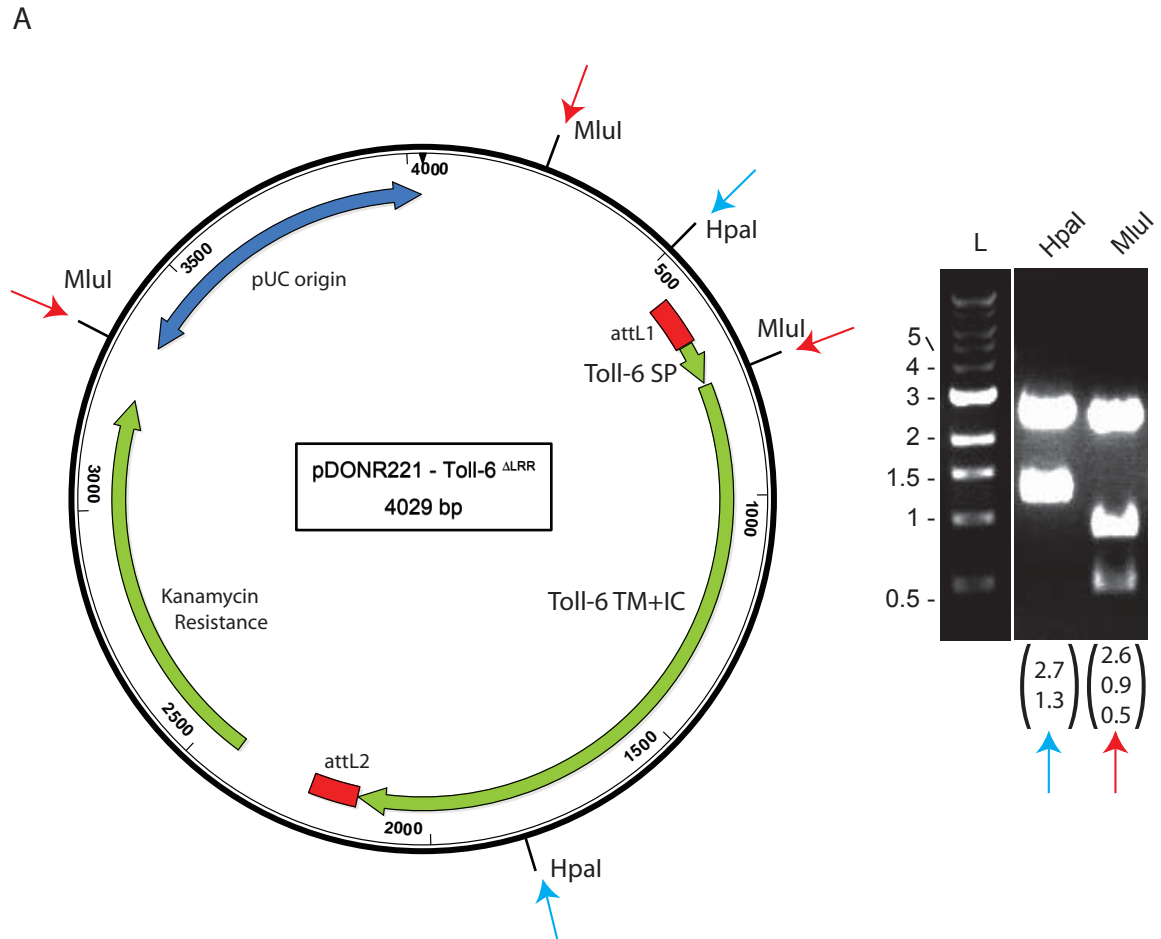 A
MluI
HpaI
MluI
HpaI
MluI
4000
500
1000
1500
2000
2500
3000
3500
pUC origin
attL1
Toll-6 SP
Toll-6 TM+IC
attL2
Kanamycin
Resistance
pDONR221 - Toll-6 ΔLRR
4029 bp
L HpaI MluI
5
4 -
3 -
2 -
1.5 -
1 -
0.5 -
2.7
1.3
2.6
0.9
0.5